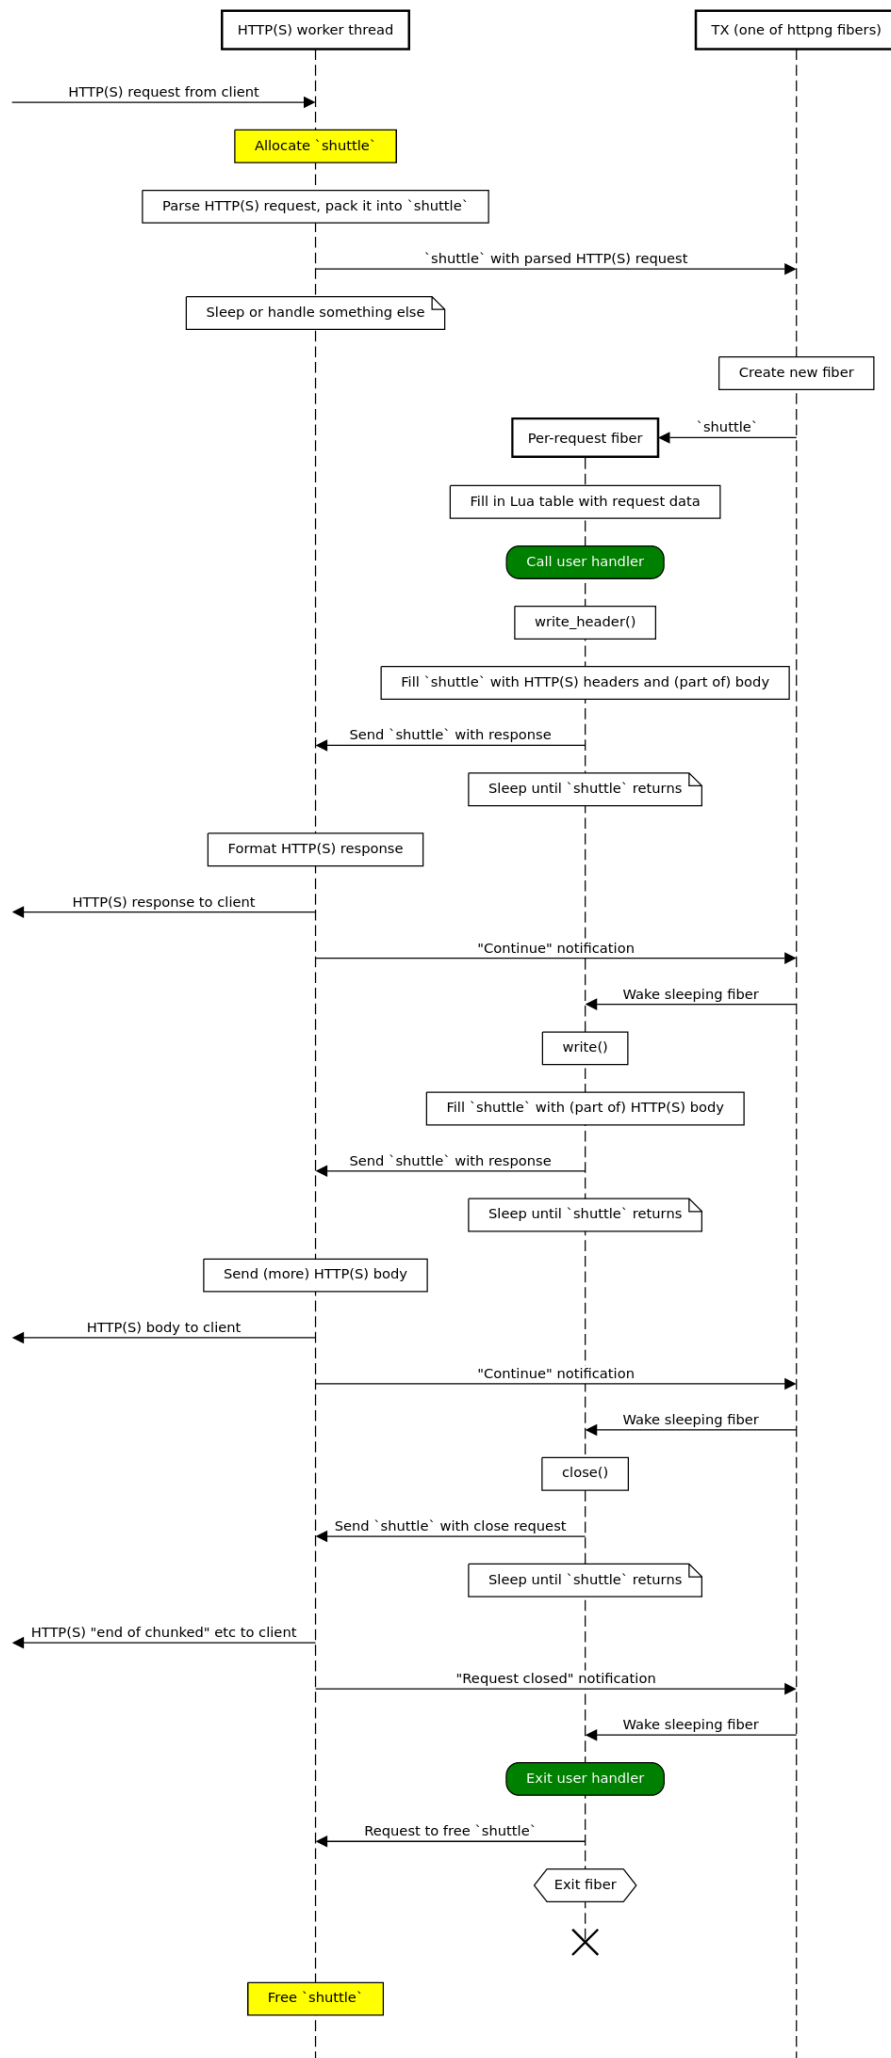 HTTP(S) worker thread
TX (one of httpng fibers)
HTTP(S) request from client
Allocate `shuttle`
Parse HTTP(S) request, pack it into `shuttle`
`shuttle` with parsed HTTP(S) request
Sleep or handle something else
Create new fiber
`shuttle`
Per-request fiber
Fill in Lua table with request data
Call user handler
write_header()
Fill `shuttle` with HTTP(S) headers and (part of) body
Send `shuttle` with response
Sleep until `shuttle` returns
Format HTTP(S) response
HTTP(S) response to client
"Continue" notification
Wake sleeping fiber
write()
Fill `shuttle` with (part of) HTTP(S) body
Send `shuttle` with response
Sleep until `shuttle` returns
Send (more) HTTP(S) body
HTTP(S) body to client
"Continue" notification
Wake sleeping fiber
close()
Send `shuttle` with close request
Sleep until `shuttle` returns
HTTP(S) "end of chunked" etc to client
"Request closed" notification
Wake sleeping fiber
Exit user handler
Request to free `shuttle`
Exit fiber
Free `shuttle`